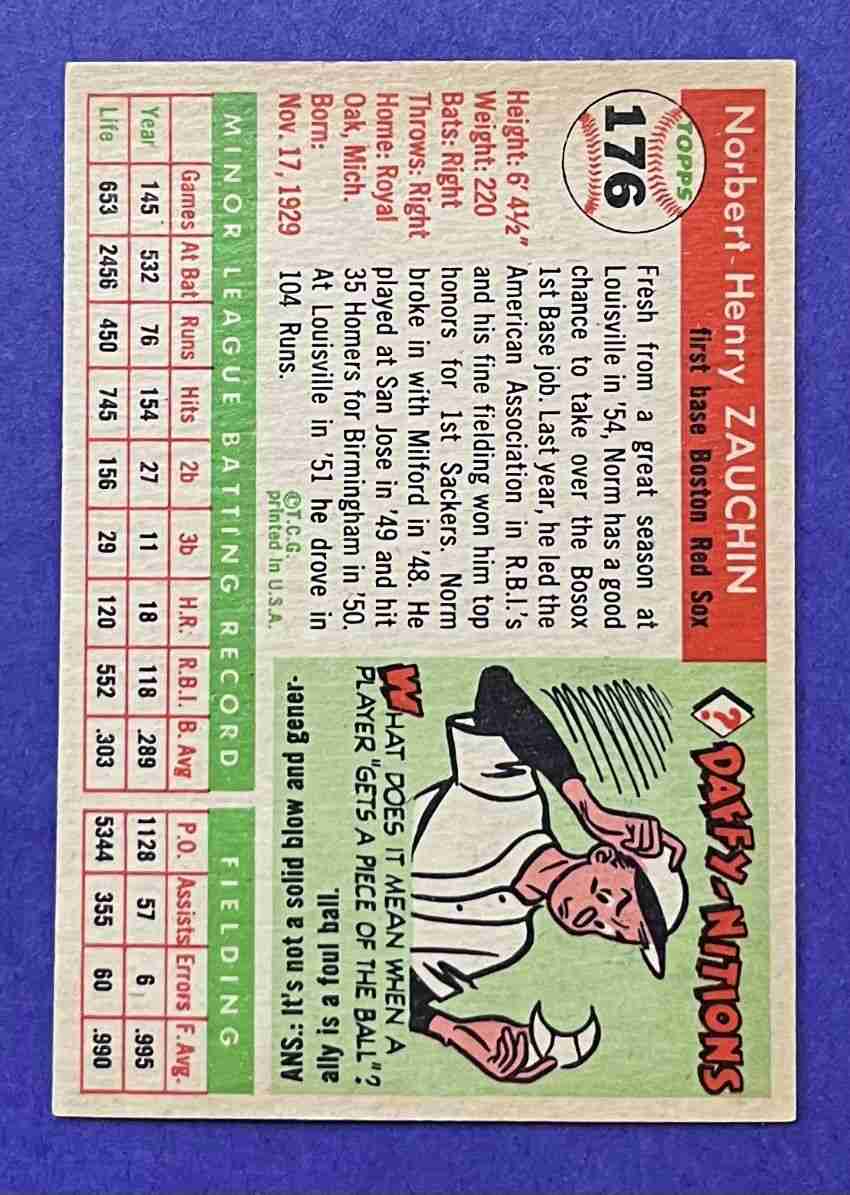 TOPPS
176
Norbert Henry ZAUCHIN
first base Boston Red Sox
Height: 6' 4½"
Weight: 220
Bats: Right
Throws: Right
Home: Royal
Oak, Mich.
Born:
Nov. 17, 1929
Fresh from a great season at
Louisville in '54, Norm has a good
chance to take over the Bosox
1st Base job. Last year, he led the
American Association in R.B.I.'s
and his fine fielding won him top
honors for 1st Sackers. Norm
broke in with Milford in '48. He
played at San Jose in '49 and hit
35 Homers for Birmingham in '50.
At Louisville in '51 he drove in
104 Runs.
©T.C.G.
printed in U.S.A.
? DAFFY-NITIONS
WHAT DOES IT MEAN WHEN A
PLAYER "GETS A PIECE OF THE BALL"?
ANS.: It's not a solid blow and gener-
ally is a foul ball.
MINOR LEAGUE BATTING RECORD FIELDING
Games At Bat Runs Hits 2b 3b H.R. R.B.I. B. Avg P.O. Assists Errors F. Avg.
Year 145 532 76 154 27 11 18 118 .289 1128 57 6 .995
Life 653 2456 450 745 156 29 120 552 .303 5344 355 60 .990